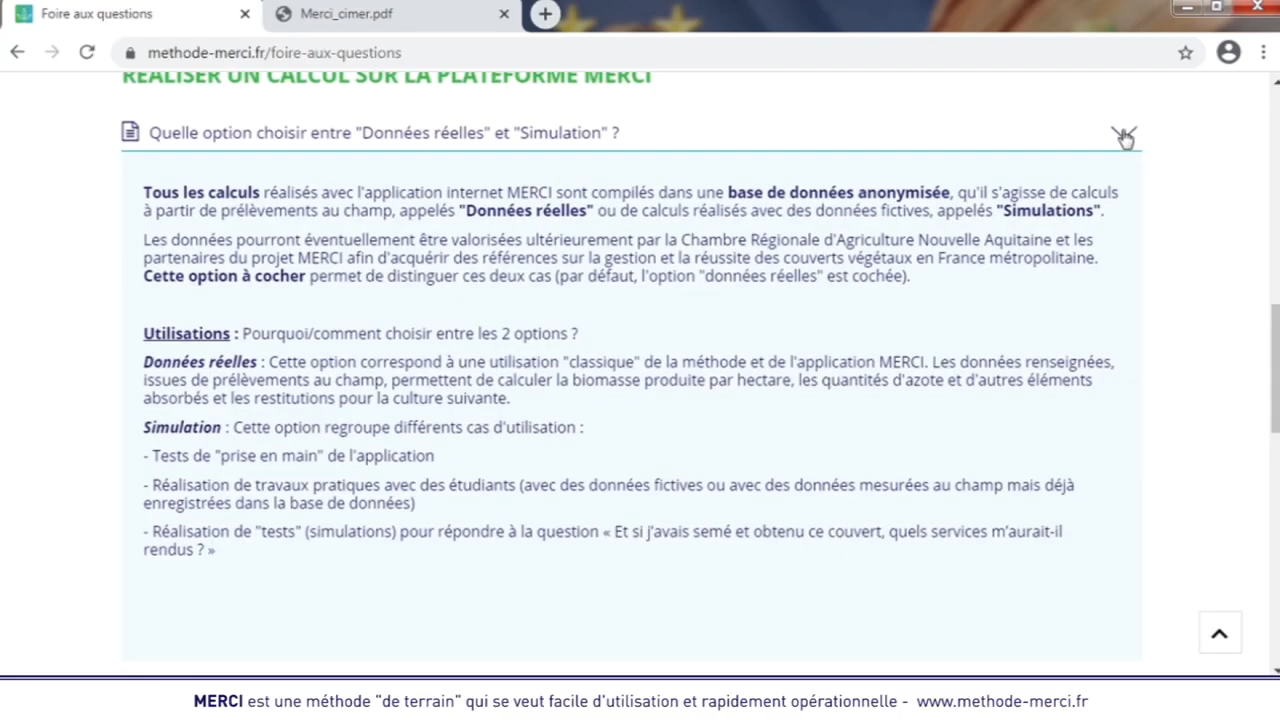 Foire aux questions
Merci_cimer.pdf
methode-merci.fr/foire-aux-questions
RÉALISER UN CALCUL SUR LA PLATEFORME MERCI
Quelle option choisir entre "Données réelles" et "Simulation" ?
Tous les calculs réalisés avec l'application internet MERCI sont compilés dans une base de données anonymisée, qu'il s'agisse de calculs
à partir de prélèvements au champ, appelés "Données réelles" ou de calculs réalisés avec des données fictives, appelés "Simulations".
Les données pourront éventuellement être valorisées ultérieurement par la Chambre Régionale d'Agriculture Nouvelle Aquitaine et les
partenaires du projet MERCI afin d'acquérir des références sur la gestion et la réussite des couverts végétaux en France métropolitaine.
Cette option à cocher permet de distinguer ces deux cas (par défaut, l'option "données réelles" est cochée).
Utilisations : Pourquoi/comment choisir entre les 2 options ?
Données réelles : Cette option correspond à une utilisation "classique" de la méthode et de l'application MERCI. Les données renseignées,
issues de prélèvements au champ, permettent de calculer la biomasse produite par hectare, les quantités d'azote et d'autres éléments
absorbés et les restitutions pour la culture suivante.
Simulation : Cette option regroupe différents cas d'utilisation :
- Tests de "prise en main" de l'application
- Réalisation de travaux pratiques avec des étudiants (avec des données fictives ou avec des données mesurées au champ mais déjà
enregistrées dans la base de données)
- Réalisation de "tests" (simulations) pour répondre à la question « Et si j'avais semé et obtenu ce couvert, quels services m'aurait-il
rendus ? »
MERCI est une méthode "de terrain" qui se veut facile d'utilisation et rapidement opérationnelle - www.methode-merci.fr